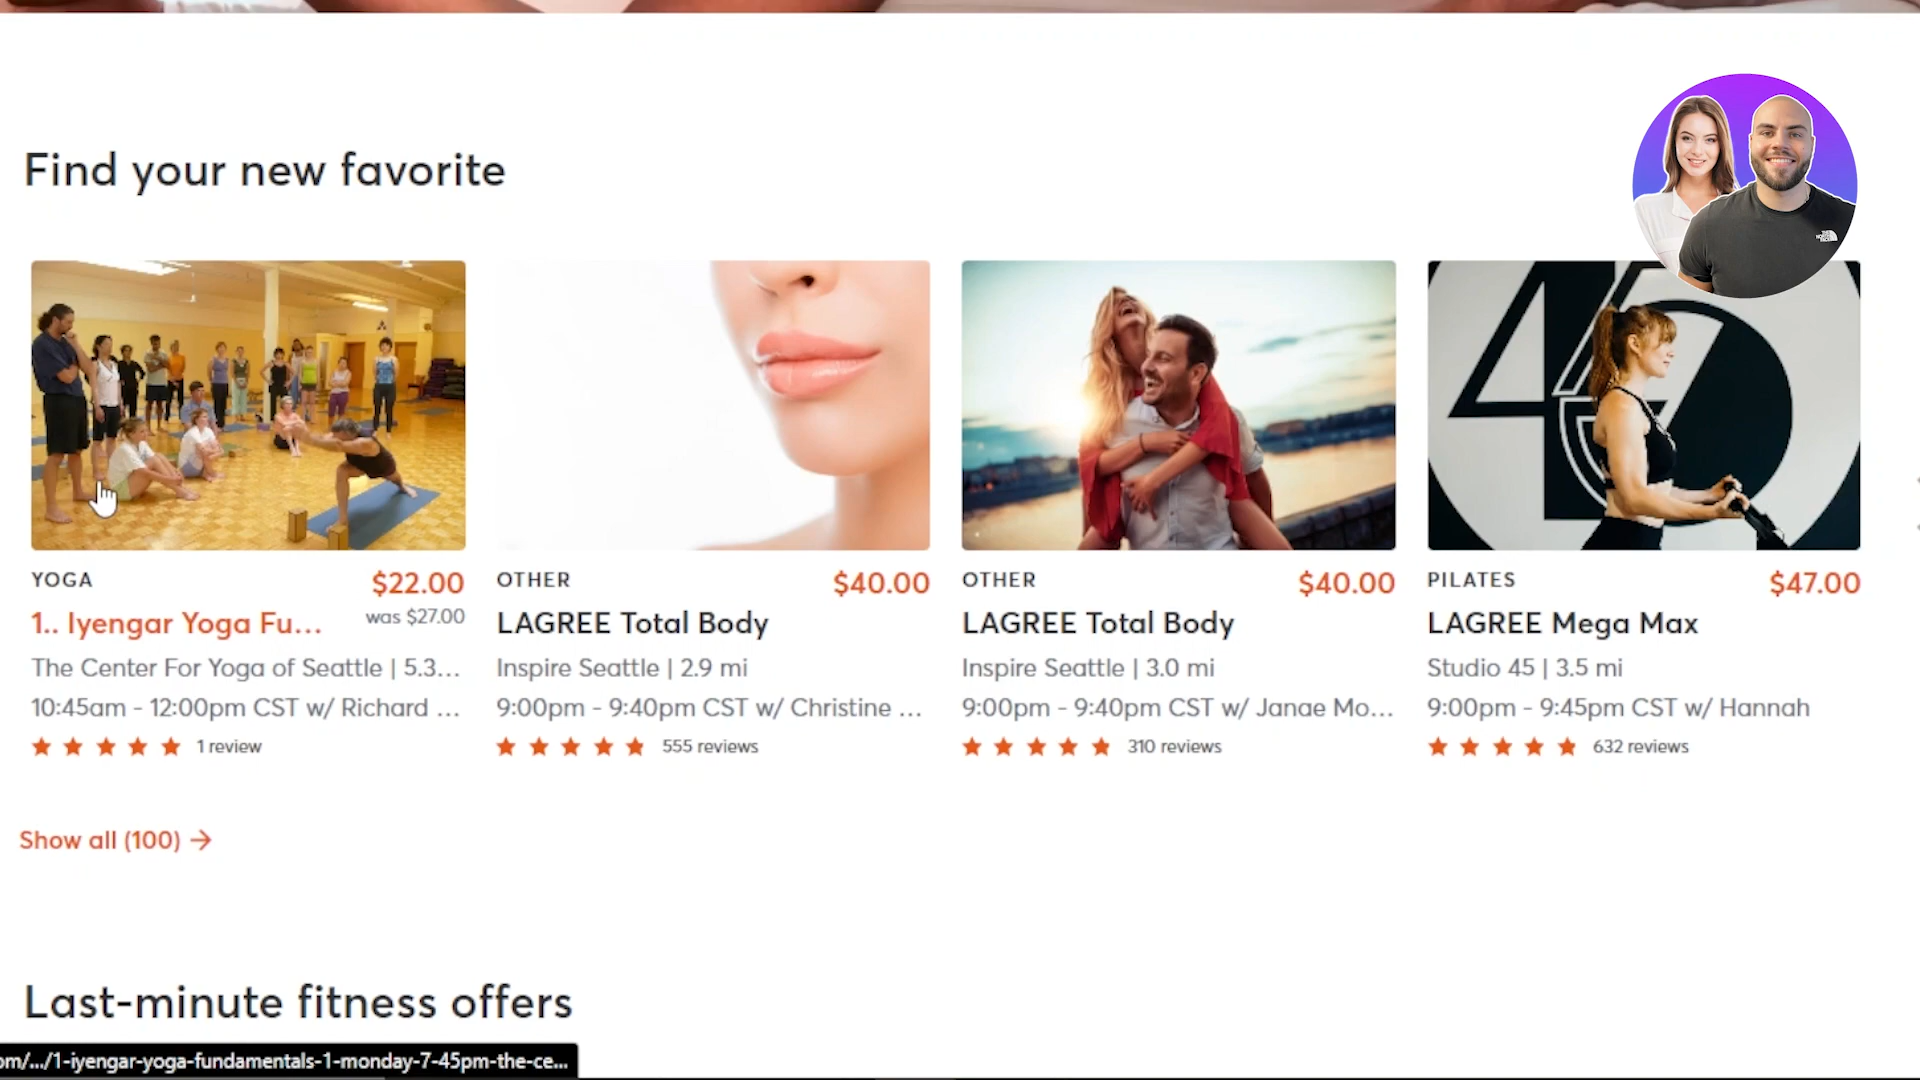 Find your new favorite
THE NORTH FACE
45
YOGA
$22.00
1.. Iyengar Yoga Fu...
was $27.00
The Center For Yoga of Seattle | 5.3...
10:45am - 12:00pm CST w/ Richard ...
1 review
OTHER
$40.00
LAGREE Total Body
Inspire Seattle | 2.9 mi
9:00pm - 9:40pm CST w/ Christine ...
555 reviews
OTHER
$40.00
LAGREE Total Body
Inspire Seattle | 3.0 mi
9:00pm - 9:40pm CST w/ Janae Mo...
310 reviews
PILATES
$47.00
LAGREE Mega Max
Studio 45 | 3.5 mi
9:00pm - 9:45pm CST w/ Hannah
632 reviews
Show all (100) →
Last-minute fitness offers
om/.../1-iyengar-yoga-fundamentals-1-monday-7-45pm-the-ce...